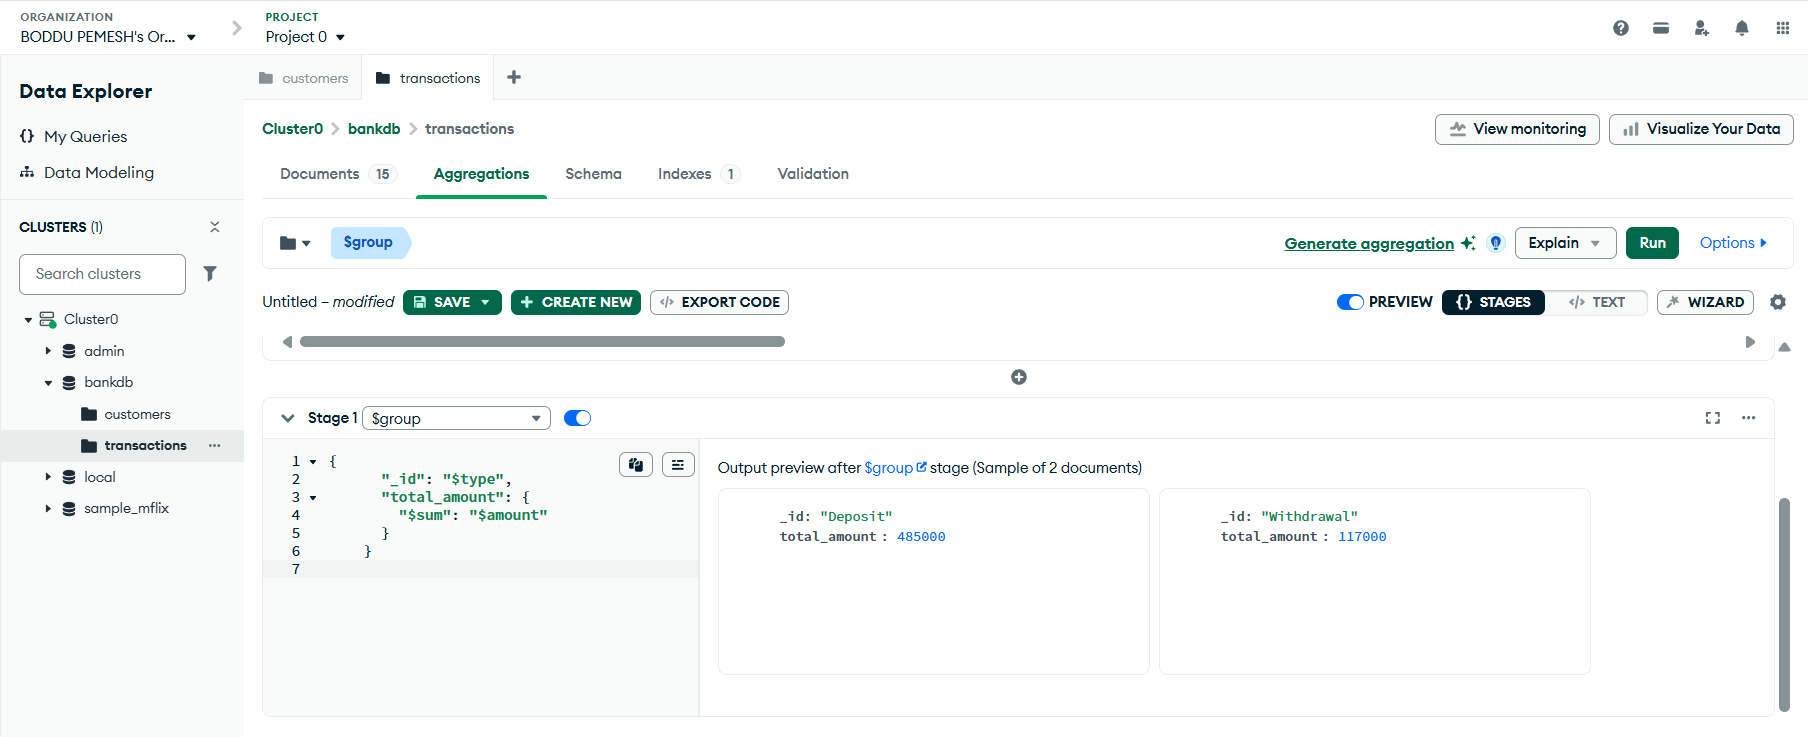 ORGANIZATION
BODDU PEMESH's Or...
PROJECT
Project 0
Data Explorer
My Queries
Data Modeling
CLUSTERS (1)
Search clusters
Cluster0
admin
bankdb
customers
transactions
local
sample_mflix
customers
transactions
Cluster0 > bankdb > transactions
View monitoring
Visualize Your Data
Documents 15
Aggregations
Schema
Indexes 1
Validation
$group
Generate aggregation
Explain
Run
Options
Untitled – modified
SAVE
CREATE NEW
</> EXPORT CODE
PREVIEW
{} STAGES
</> TEXT
WIZARD
Stage 1 $group
1 {
2 "_id": "$type",
3 "total_amount": {
4 "$sum": "$amount"
5 }
6 }
7
Output preview after $group stage (Sample of 2 documents)
_id: "Deposit"
total_amount : 485000
_id: "Withdrawal"
total_amount : 117000